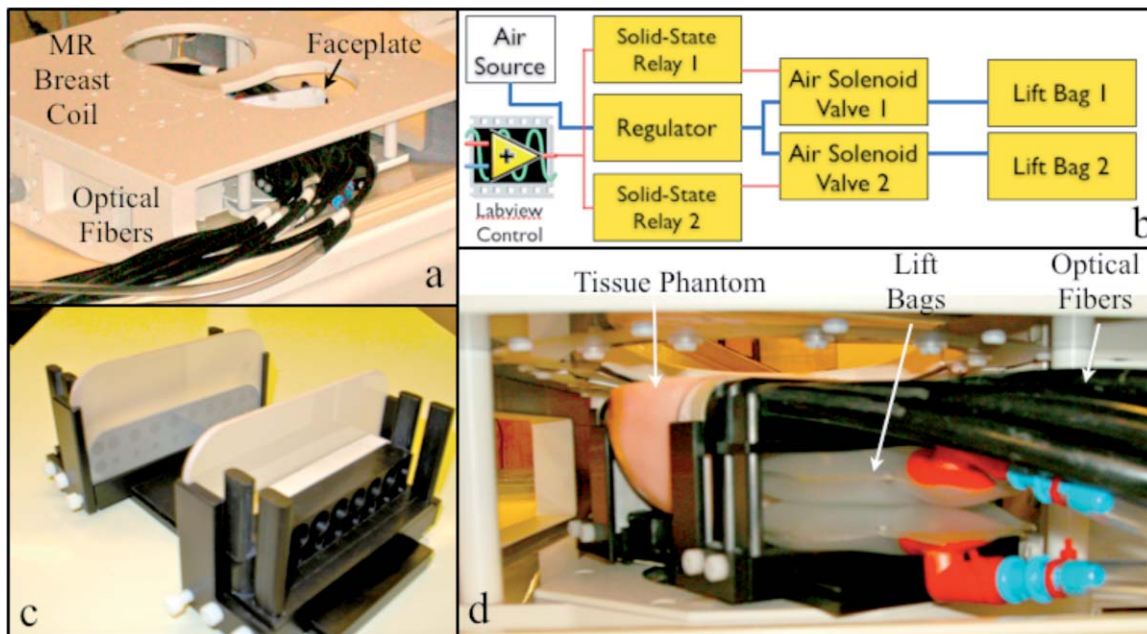 MR
Breast
Coil
Faceplate
Optical
Fibers
a
Air
Source
Solid-State
Relay 1
Regulator
Solid-State
Relay 2
Labview
Control
Air Solenoid
Valve 1
Air Solenoid
Valve 2
Lift Bag 1
Lift Bag 2
b
c
Tissue Phantom
Lift
Bags
Optical
Fibers
d